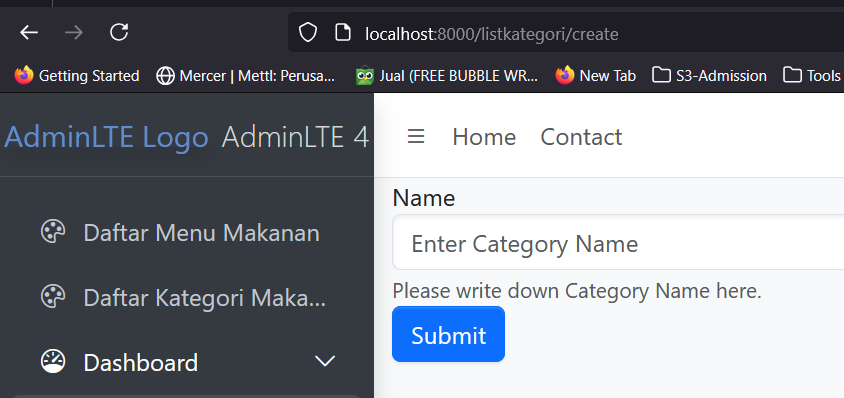 localhost:8000/listkategori/create
Getting Started
Mercer | Mettl: Perusa...
Jual (FREE BUBBLE WR...
New Tab
S3-Admission
Tools
AdminLTE Logo AdminLTE 4
Home
Contact
Daftar Menu Makanan
Daftar Kategori Maka...
Dashboard
Name
Enter Category Name
Please write down Category Name here.
Submit